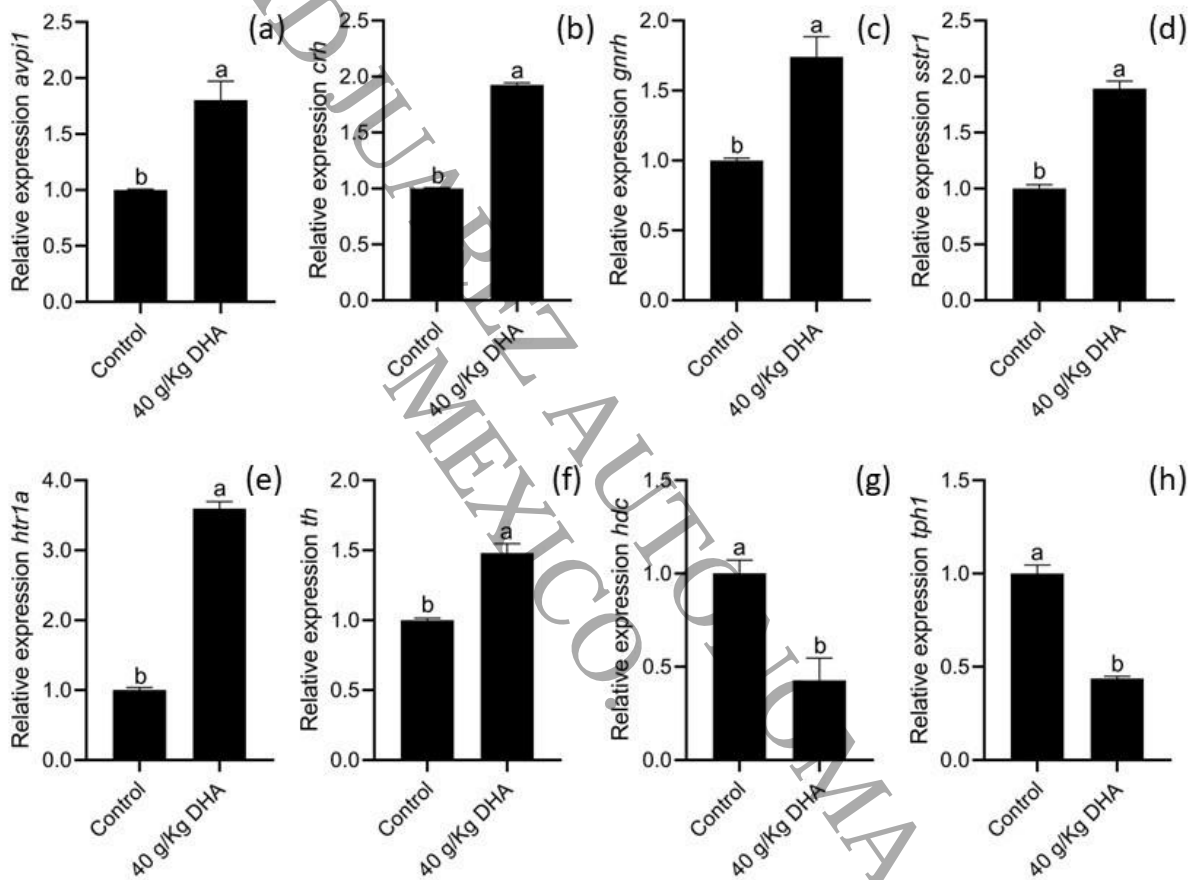 Relative expression avpi1
2.5
2.0
1.5
1.0
0.5
0.0
b
a
Control
40 g/Kg DHA
(a)
Relative expression crh
2.5
2.0
1.5
1.0
0.5
0.0
b
a
Control
40 g/Kg DHA
(b)
Relative expression gnrh
2.0
1.5
1.0
0.5
0.0
b
a
Control
40 g/Kg DHA
(c)
Relative expression sstr1
2.5
2.0
1.5
1.0
0.5
0.0
b
a
Control
40 g/Kg DHA
(d)
Relative expression htr1a
4.0
3.0
2.0
1.0
0.0
b
a
Control
40 g/Kg DHA
(e)
Relative expression th
2.0
1.5
1.0
0.5
0.0
b
a
Control
40 g/Kg DHA
(f)
Relative expression hdc
1.5
1.0
0.5
0.0
a
b
Control
40 g/Kg DHA
(g)
Relative expression tph1
1.5
1.0
0.5
0.0
a
b
Control
40 g/Kg DHA
(h)
JUAREZ AUTONOMA
MEXICO.